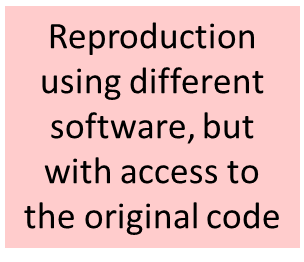 Reproduction
using different
software, but
with access to
the original code